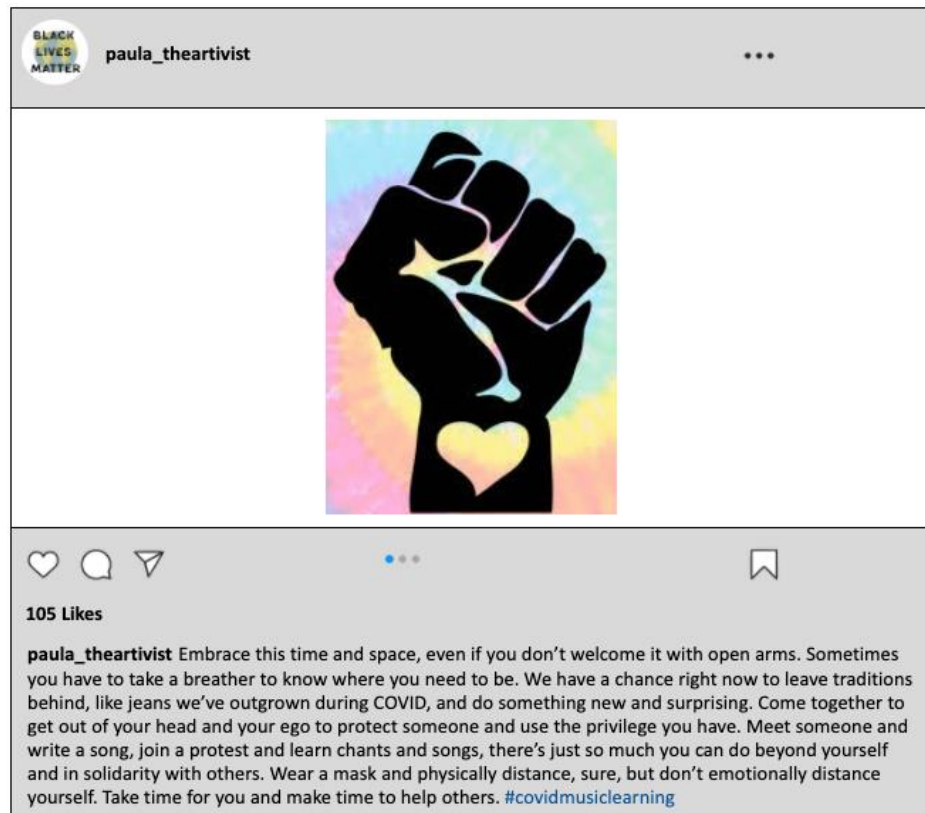 BLACK
LIVES
MATTER
paula_theartivist
105 Likes
paula_theartivist Embrace this time and space, even if you don’t welcome it with open arms. Sometimes
you have to take a breather to know where you need to be. We have a chance right now to leave traditions
behind, like jeans we’ve outgrown during COVID, and do something new and surprising. Come together to
get out of your head and your ego to protect someone and use the privilege you have. Meet someone and
write a song, join a protest and learn chants and songs, there’s just so much you can do beyond yourself
and in solidarity with others. Wear a mask and physically distance, sure, but don’t emotionally distance
yourself. Take time for you and make time to help others. #covidmusiclearning